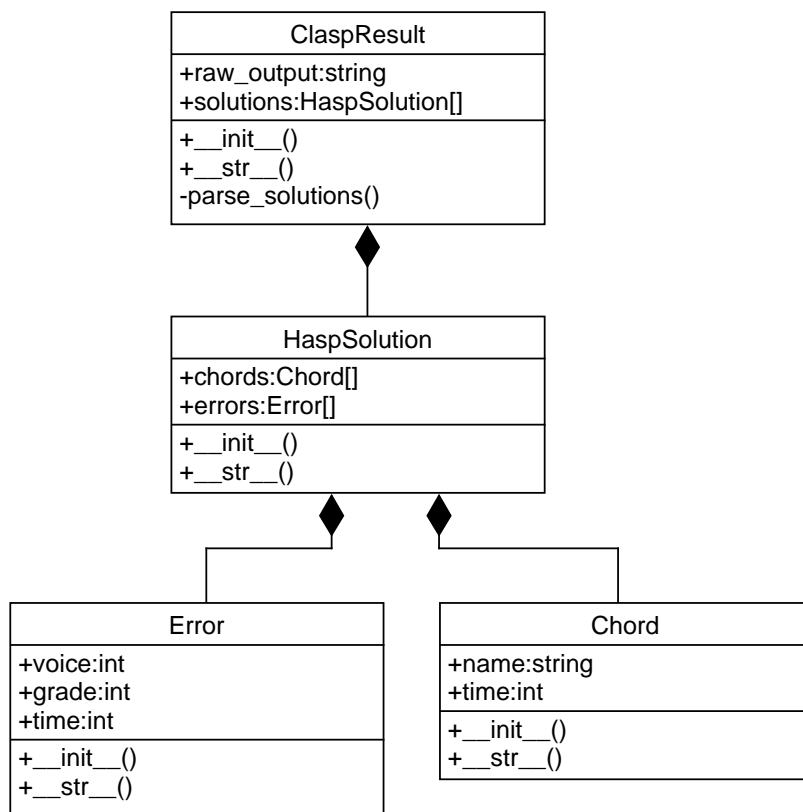 ClaspResult
+raw_output:string
+solutions:HaspSolution[]
+__init__()
+__str__()
-parse_solutions()
HaspSolution
+chords:Chord[]
+errors:Error[]
+__init__()
+__str__()
Error
+voice:int
+grade:int
+time:int
+__init__()
+__str__()
Chord
+name:string
+time:int
+__init__()
+__str__()